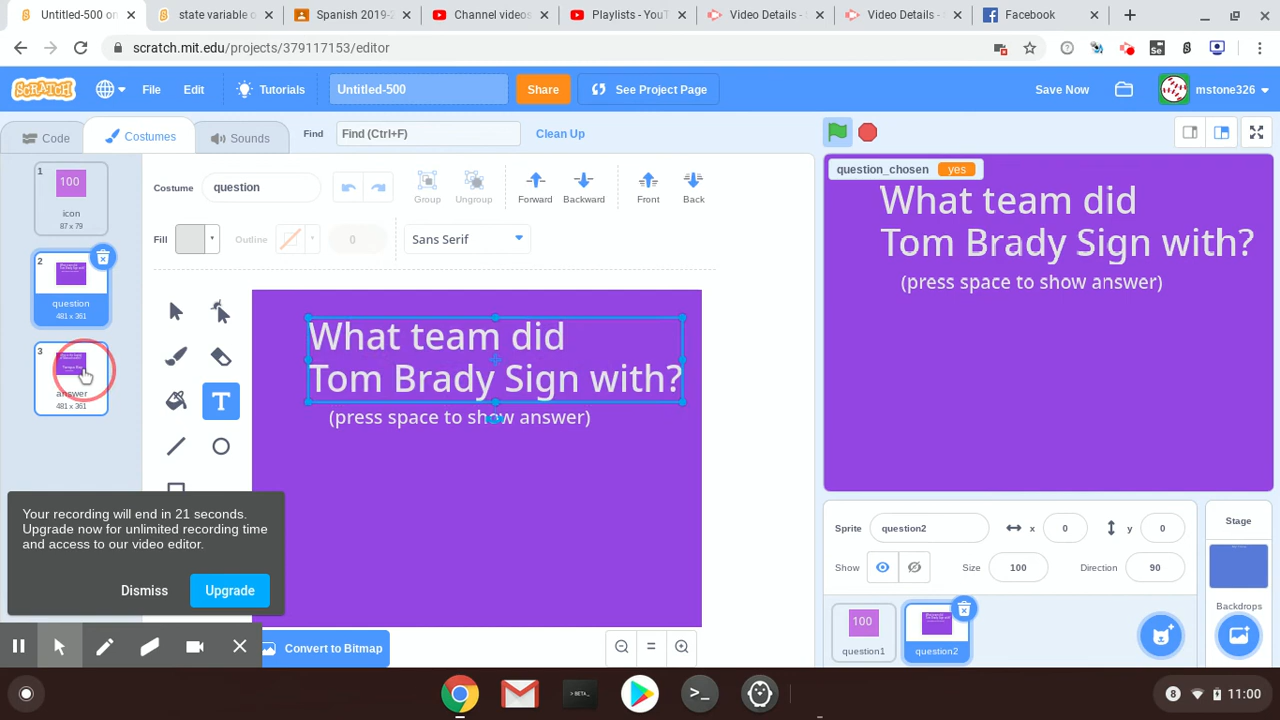 Untitled-500 on
state variable o
Spanish 2019-2
Channel videos
Playlists - YouT
Video Details -
Video Details -
Facebook
scratch.mit.edu/projects/379117153/editor
SCRATCH
File
Edit
Tutorials
Untitled-500
Share
See Project Page
Save Now
mstone326
Code
Costumes
Sounds
Find
Find (Ctrl+F)
Clean Up
1
100
icon
87 x 79
2
question
481 x 361
3
answer
481 x 361
Costume
question
Group
Ungroup
Forward
Backward
Front
Back
Fill
Outline
0
Sans Serif
T
What team did
Tom Brady Sign with?
(press space to show answer)
Convert to Bitmap
question_chosen yes
What team did
Tom Brady Sign with?
(press space to show answer)
Sprite
question2
x
0
y
0
Show
Size
100
Direction
90
100
question1
question2
Stage
Backdrops
Your recording will end in 21 seconds.
Upgrade now for unlimited recording time
and access to our video editor.
Dismiss
Upgrade
>BETA_
8
11:00